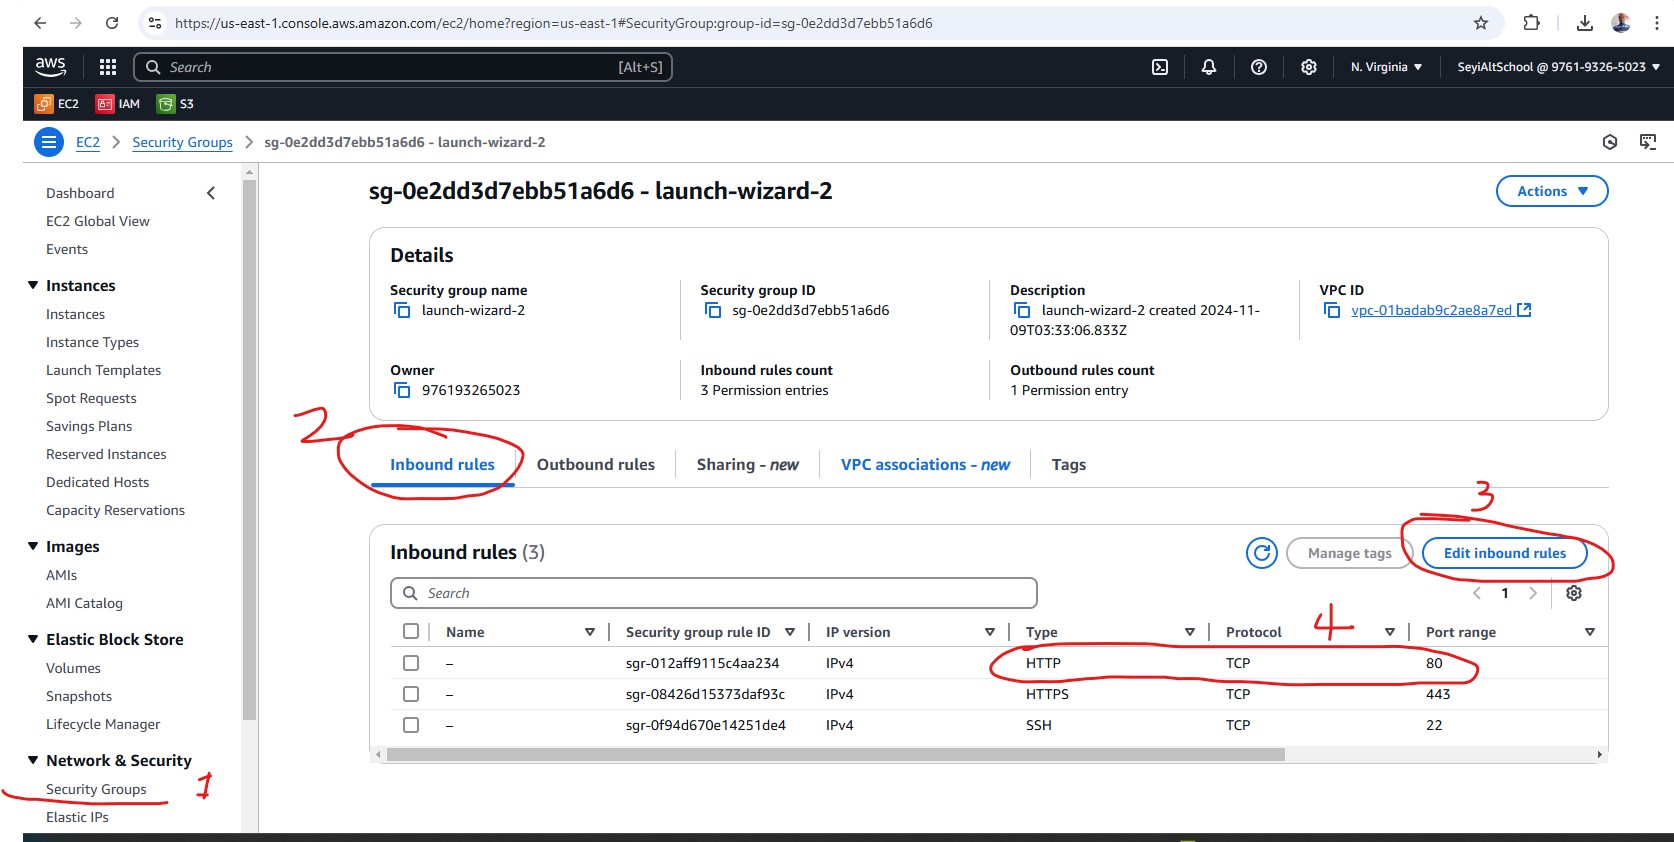 https://us-east-1.console.aws.amazon.com/ec2/home?region=us-east-1#SecurityGroup:group-id=sg-0e2dd3d7ebb51a6d6
aws
Search [Alt+S]
N. Virginia
SeyiAltSchool @ 9761-9326-5023
EC2 IAM S3
EC2 Security Groups sg-0e2dd3d7ebb51a6d6 - launch-wizard-2
Dashboard
EC2 Global View
Events
Instances
Instances
Instance Types
Launch Templates
Spot Requests
Savings Plans
Reserved Instances
Dedicated Hosts
Capacity Reservations
Images
AMIs
AMI Catalog
Elastic Block Store
Volumes
Snapshots
Lifecycle Manager
Network & Security
Security Groups 1
Elastic IPs
sg-0e2dd3d7ebb51a6d6 - launch-wizard-2
Actions
Details
Security group name
launch-wizard-2
Security group ID
sg-0e2dd3d7ebb51a6d6
Description
launch-wizard-2 created 2024-11-
09T03:33:06.833Z
VPC ID
vpc-01badab9c2ae8a7ed
Owner
976193265023
Inbound rules count
3 Permission entries
Outbound rules count
1 Permission entry
2
Inbound rules Outbound rules Sharing - new VPC associations - new Tags
3
Inbound rules (3)
Manage tags
Edit inbound rules
Search
1
4
Name Security group rule ID IP version Type Protocol Port range
– sgr-012aff9115c4aa234 IPv4 HTTP TCP 80
– sgr-08426d15373daf93c IPv4 HTTPS TCP 443
– sgr-0f94d670e14251de4 IPv4 SSH TCP 22